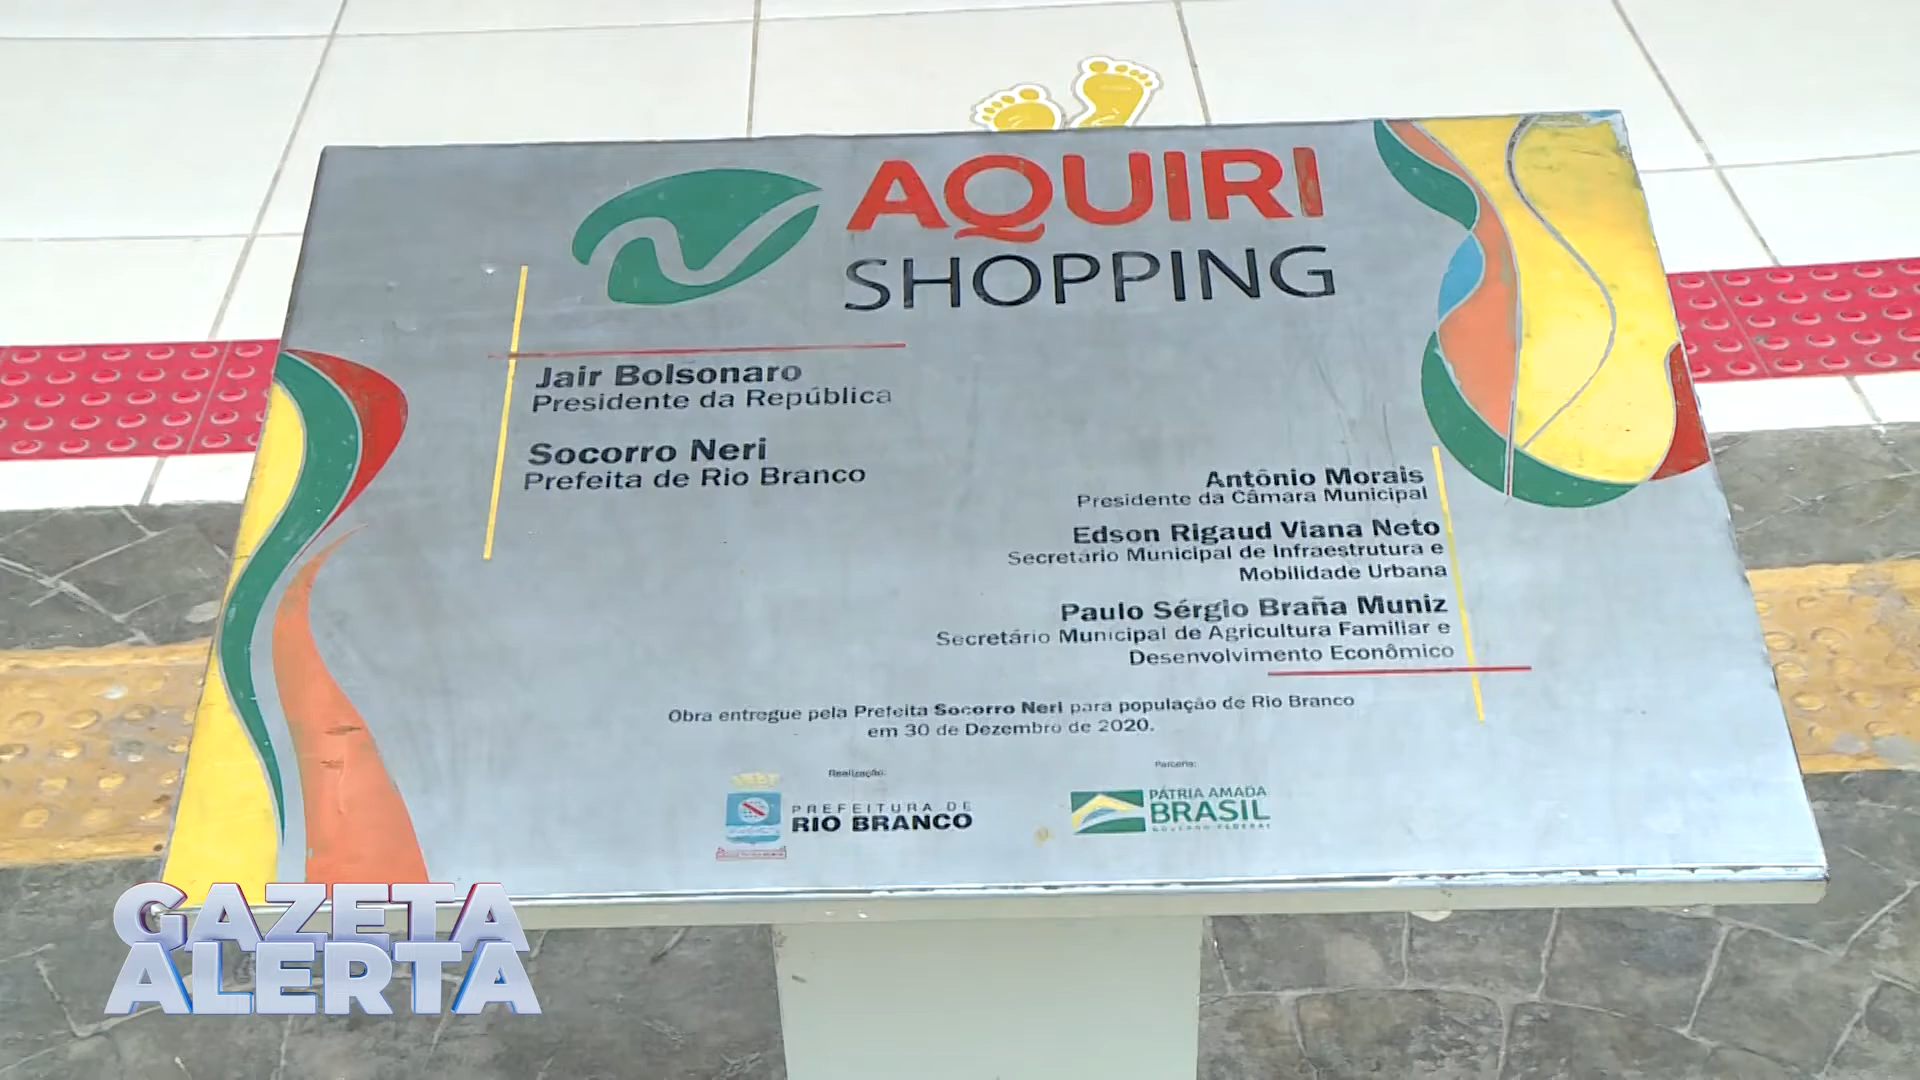 AQUIRI
SHOPPING
Jair Bolsonaro
Presidente da República
Socorro Neri
Prefeita de Rio Branco
Antônio Morais
Presidente da Câmara Municipal
Edson Rigaud Viana Neto
Secretário Municipal de Infraestrutura e
Mobilidade Urbana
Paulo Sérgio Braña Muniz
Secretário Municipal de Agricultura Familiar e
Desenvolvimento Econômico
Obra entregue pela Prefeita Socorro Neri para população de Rio Branco
em 30 de Dezembro de 2020.
Realização:
PREFEITURA DE
RIO BRANCO
Parceria:
PÁTRIA AMADA
BRASIL
GOVERNO FEDERAL
GAZETA
ALERTA